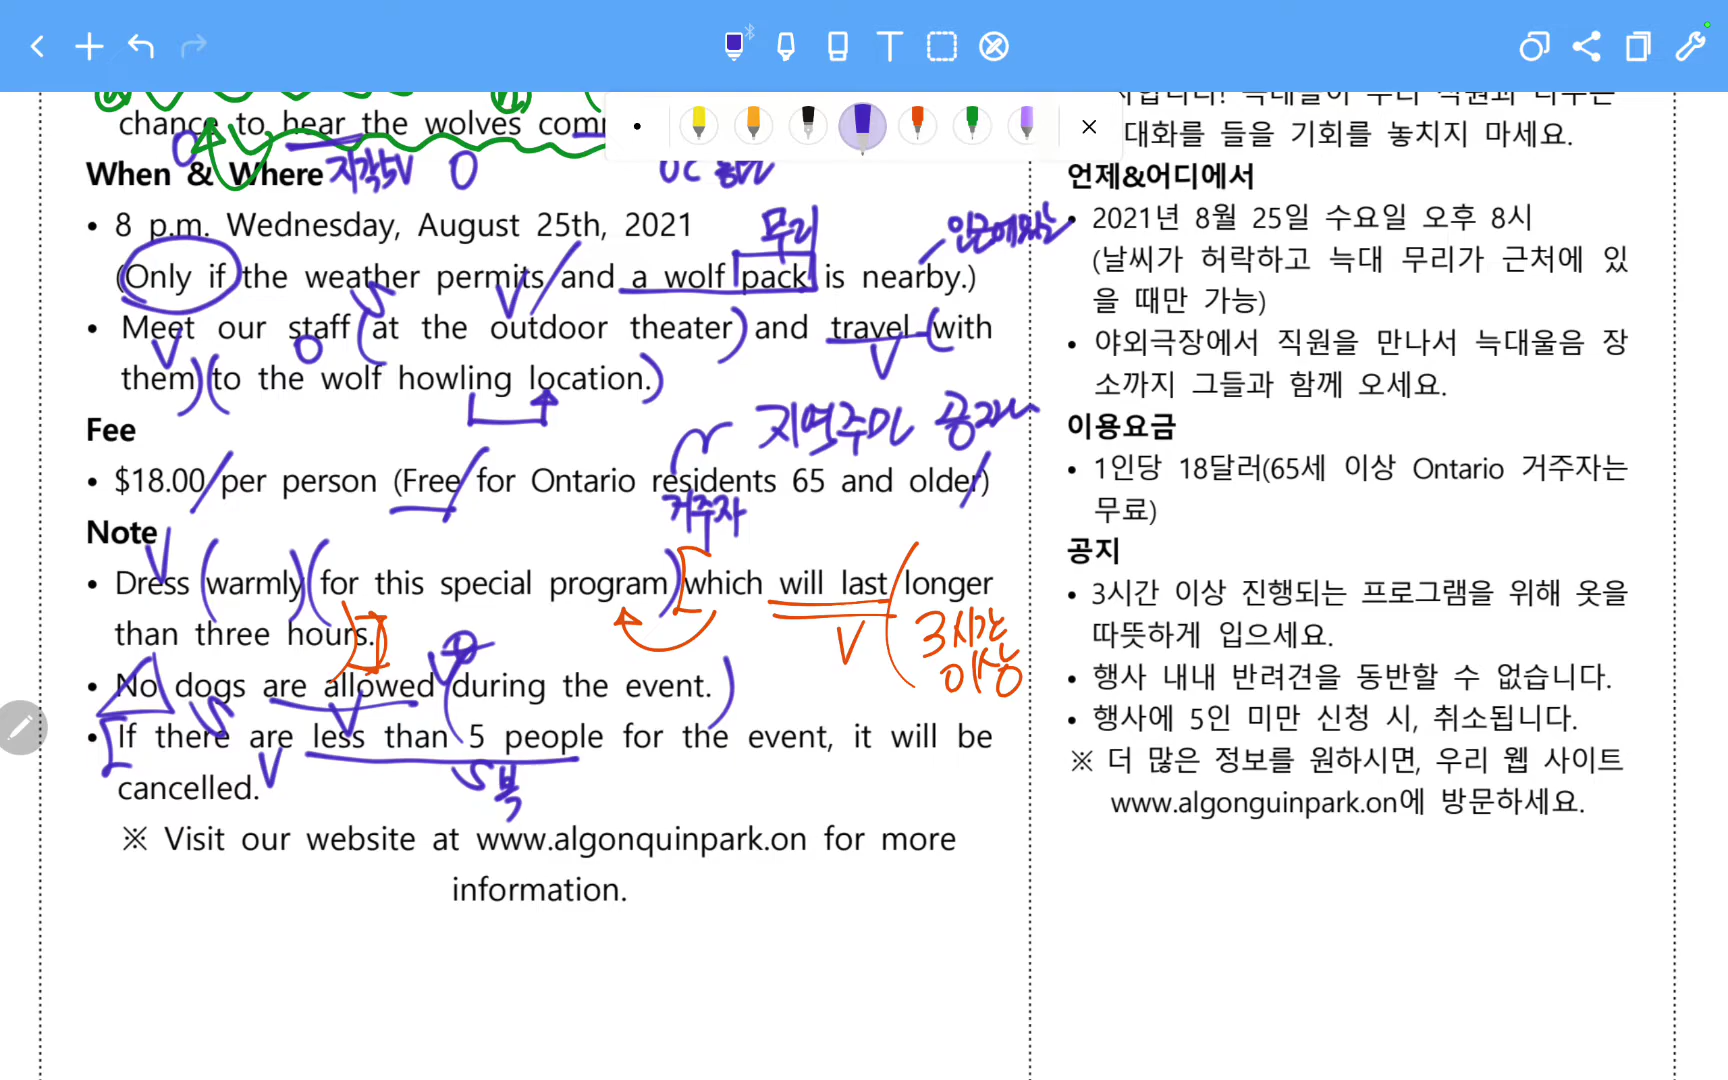 chance to hear the wolves com
When & Where 지각5V O
8 p.m. Wednesday, August 25th, 2021
무리
인근에 있는
(Only if the weather permits and a wolf pack is nearby.)
S V
Meet our staff at the outdoor theater) and travel (with
V O V
them) (to the wolf howling location.)
Fee
지역주민
$18.00 / per person (Free for Ontario residents 65 and older)
거주자
Note
V
Dress (warmly) (for this special program) [which will last (longer
than three hours.)]
V 3시간
이상
No dogs are allowed (during the event.)
S V
[If there are less than 5 people for the event, it will be
V S 복
cancelled.
※ Visit our website at www.algonquinpark.on for more
information.
대화를 들을 기회를 놓치지 마세요.
언제&어디에서
2021년 8월 25일 수요일 오후 8시
(날씨가 허락하고 늑대 무리가 근처에 있
을 때만 가능)
야외극장에서 직원을 만나서 늑대울음 장
소까지 그들과 함께 오세요.
이용요금
1인당 18달러(65세 이상 Ontario 거주자는
무료)
공지
3시간 이상 진행되는 프로그램을 위해 옷을
따뜻하게 입으세요.
행사 내내 반려견을 동반할 수 없습니다.
행사에 5인 미만 신청 시, 취소됩니다.
※ 더 많은 정보를 원하시면, 우리 웹 사이트
www.algonguinpark.on에 방문하세요.